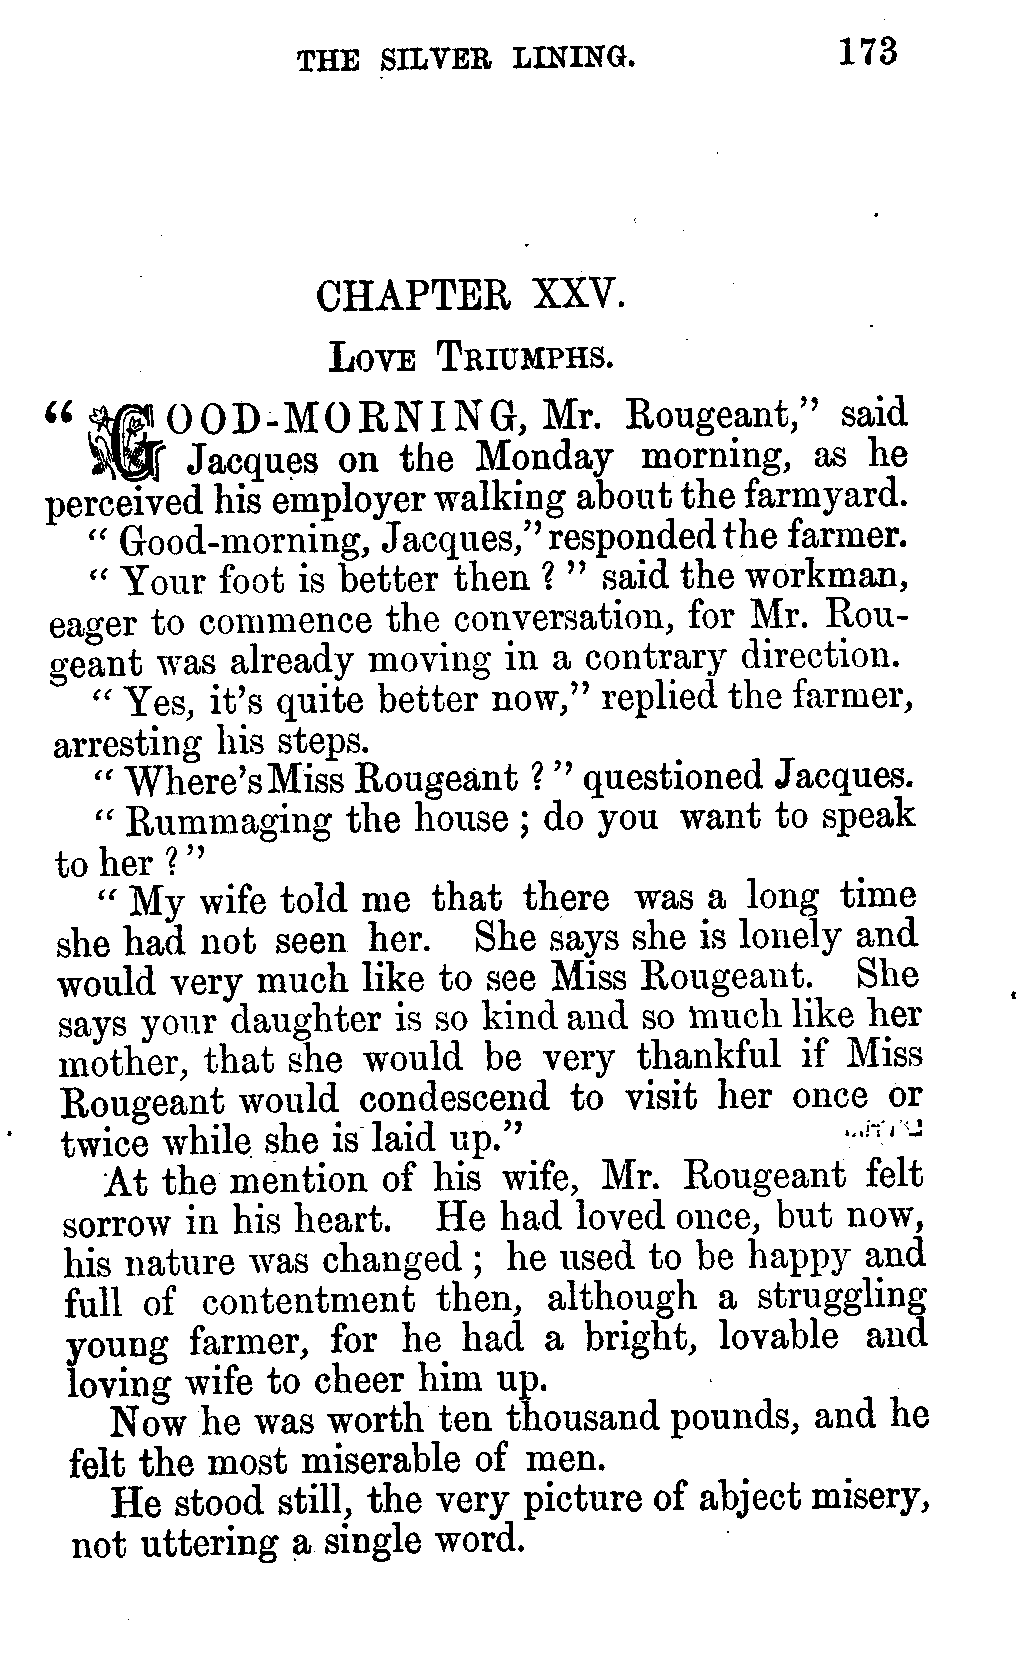 THE SILVER LINING. 173
CHAPTER XXV.
LOVE TRIUMPHS.
“ GOOD-MORNING, Mr. Rougeant,” said
Jacques on the Monday morning, as he
perceived his employer walking about the farmyard.
“ Good-morning, Jacques,” responded the farmer.
“ Your foot is better then ? ” said the workman,
eager to commence the conversation, for Mr. Rou-
geant was already moving in a contrary direction.
“ Yes, it’s quite better now,” replied the farmer,
arresting his steps.
“ Where’s Miss Rougeant ? ” questioned Jacques.
“ Rummaging the house ; do you want to speak
to her ? ”
“ My wife told me that there was a long time
she had not seen her. She says she is lonely and
would very much like to see Miss Rougeant. She
says your daughter is so kind and so much like her
mother, that she would be very thankful if Miss
Rougeant would condescend to visit her once or
twice while she is laid up.”
At the mention of his wife, Mr. Rougeant felt
sorrow in his heart. He had loved once, but now,
his nature was changed ; he used to be happy and
full of contentment then, although a struggling
young farmer, for he had a bright, lovable and
loving wife to cheer him up.
Now he was worth ten thousand pounds, and he
felt the most miserable of men.
He stood still, the very picture of abject misery,
not uttering a single word.